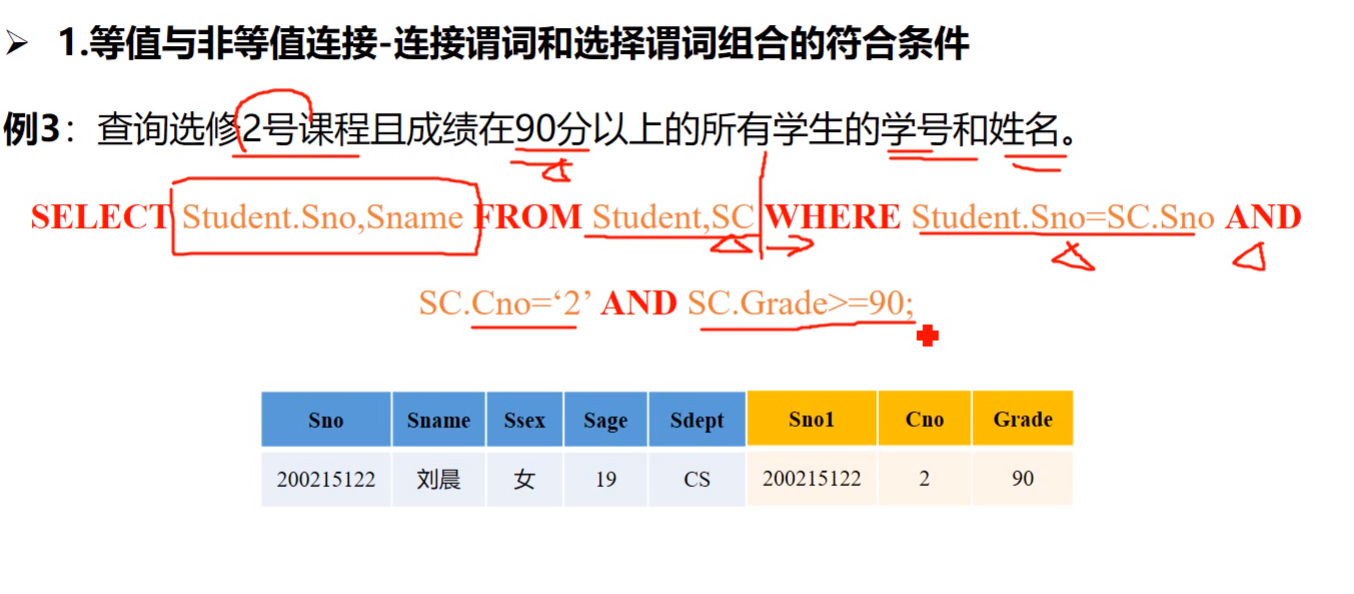 ➢ 1.等值与非等值连接-连接谓词和选择谓词组合的符合条件
例3：查询选修2号课程且成绩在90分以上的所有学生的学号和姓名。
SELECT Student.Sno,Sname FROM Student,SC WHERE Student.Sno=SC.Sno AND
SC.Cno=‘2’ AND SC.Grade>=90;
Sno Sname Ssex Sage Sdept Sno1 Cno Grade
200215122 刘晨 女 19 CS 200215122 2 90